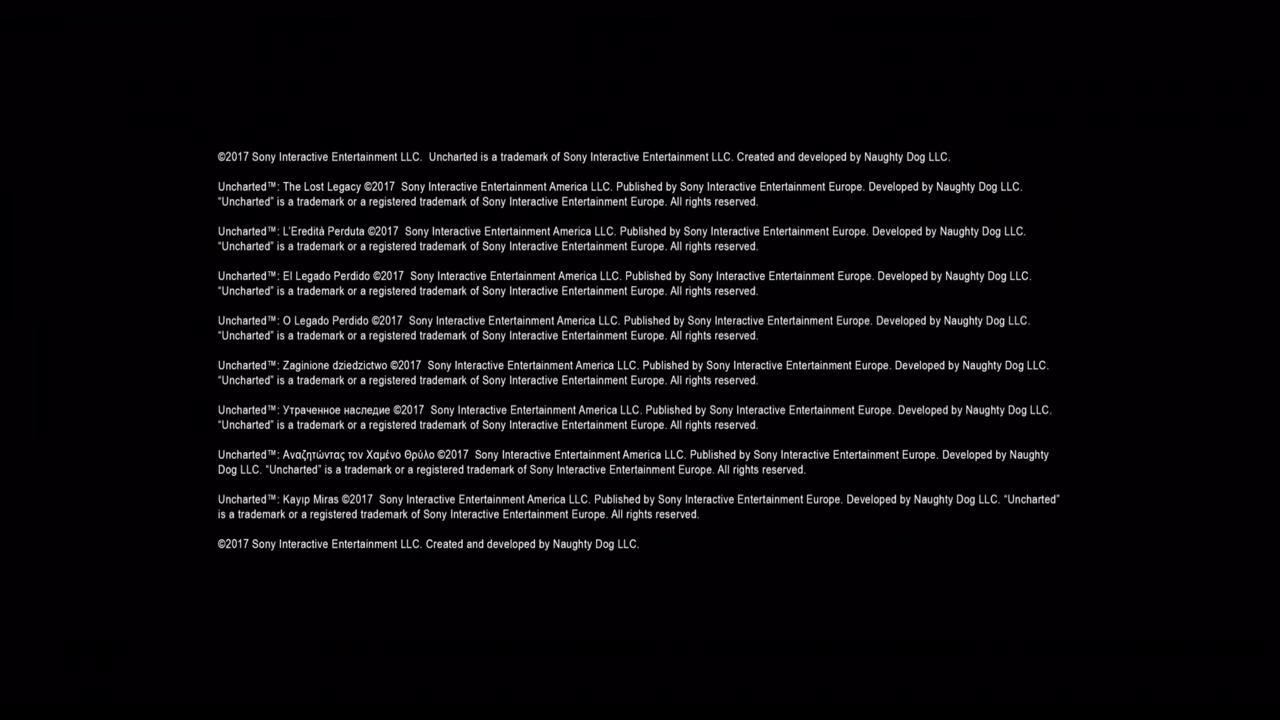 ©2017 Sony Interactive Entertainment LLC.  Uncharted is a trademark of Sony Interactive Entertainment LLC. Created and developed by Naughty Dog LLC.
Uncharted™: The Lost Legacy ©2017  Sony Interactive Entertainment America LLC. Published by Sony Interactive Entertainment Europe. Developed by Naughty Dog LLC.
“Uncharted” is a trademark or a registered trademark of Sony Interactive Entertainment Europe. All rights reserved.
Uncharted™: L’Eredità Perduta ©2017  Sony Interactive Entertainment America LLC. Published by Sony Interactive Entertainment Europe. Developed by Naughty Dog LLC.
“Uncharted” is a trademark or a registered trademark of Sony Interactive Entertainment Europe. All rights reserved.
Uncharted™: El Legado Perdido ©2017  Sony Interactive Entertainment America LLC. Published by Sony Interactive Entertainment Europe. Developed by Naughty Dog LLC.
“Uncharted” is a trademark or a registered trademark of Sony Interactive Entertainment Europe. All rights reserved.
Uncharted™: O Legado Perdido ©2017  Sony Interactive Entertainment America LLC. Published by Sony Interactive Entertainment Europe. Developed by Naughty Dog LLC.
“Uncharted” is a trademark or a registered trademark of Sony Interactive Entertainment Europe. All rights reserved.
Uncharted™: Zaginione dziedzictwo ©2017  Sony Interactive Entertainment America LLC. Published by Sony Interactive Entertainment Europe. Developed by Naughty Dog LLC.
“Uncharted” is a trademark or a registered trademark of Sony Interactive Entertainment Europe. All rights reserved.
Uncharted™: Утраченное наследие ©2017  Sony Interactive Entertainment America LLC. Published by Sony Interactive Entertainment Europe. Developed by Naughty Dog LLC.
“Uncharted” is a trademark or a registered trademark of Sony Interactive Entertainment Europe. All rights reserved.
Uncharted™: Αναζητώντας τον Χαμένο Θρύλο ©2017  Sony Interactive Entertainment America LLC. Published by Sony Interactive Entertainment Europe. Developed by Naughty
Dog LLC. “Uncharted” is a trademark or a registered trademark of Sony Interactive Entertainment Europe. All rights reserved.
Uncharted™: Kayıp Miras ©2017  Sony Interactive Entertainment America LLC. Published by Sony Interactive Entertainment Europe. Developed by Naughty Dog LLC. “Uncharted”
is a trademark or a registered trademark of Sony Interactive Entertainment Europe. All rights reserved.
©2017 Sony Interactive Entertainment LLC. Created and developed by Naughty Dog LLC.